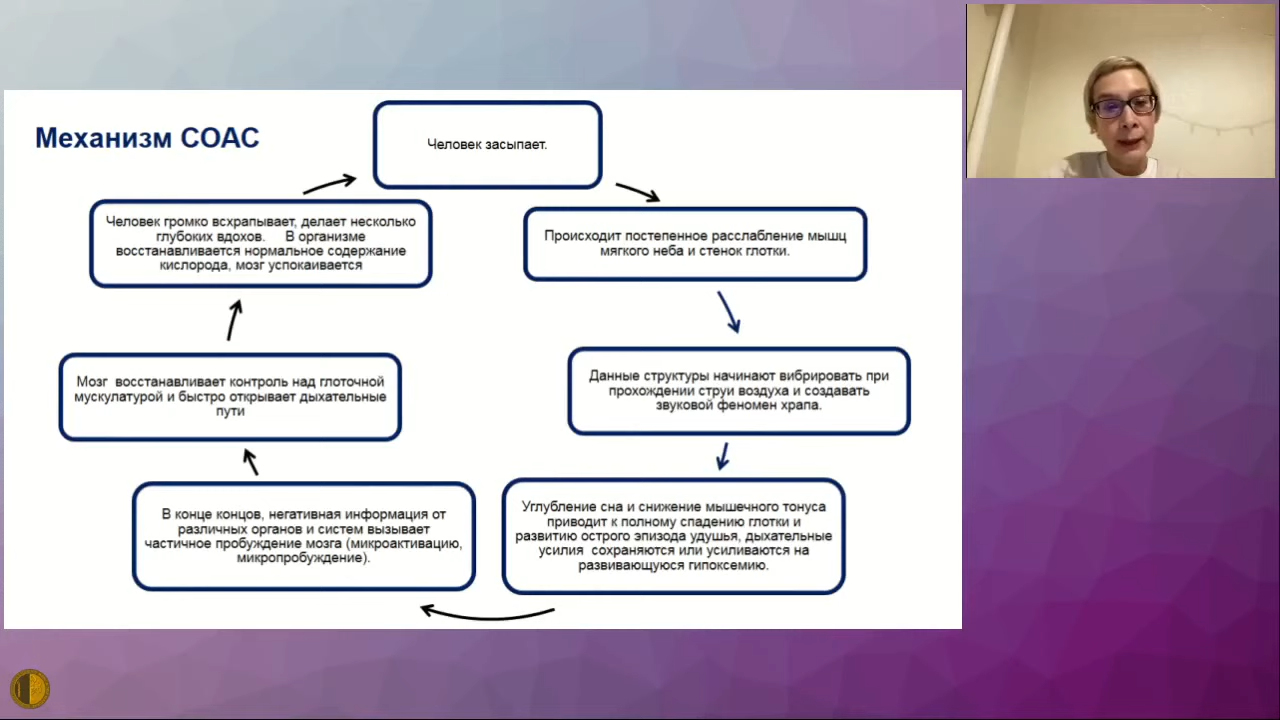 Механизм СОАС
Человек засыпает.
Происходит постепенное расслабление мышц
мягкого неба и стенок глотки.
Данные структуры начинают вибрировать при
прохождении струи воздуха и создавать
звуковой феномен храпа.
Углубление сна и снижение мышечного тонуса
приводит к полному спадению глотки и
развитию острого эпизода удушья, дыхательные
усилия сохраняются или усиливаются на
развивающуюся гипоксемию.
В конце концов, негативная информация от
различных органов и систем вызывает
частичное пробуждение мозга (микроактивацию,
микропробуждение).
Мозг восстанавливает контроль над глоточной
мускулатурой и быстро открывает дыхательные
пути
Человек громко всхрапывает, делает несколько
глубоких вдохов. В организме
восстанавливается нормальное содержание
кислорода, мозг успокаивается